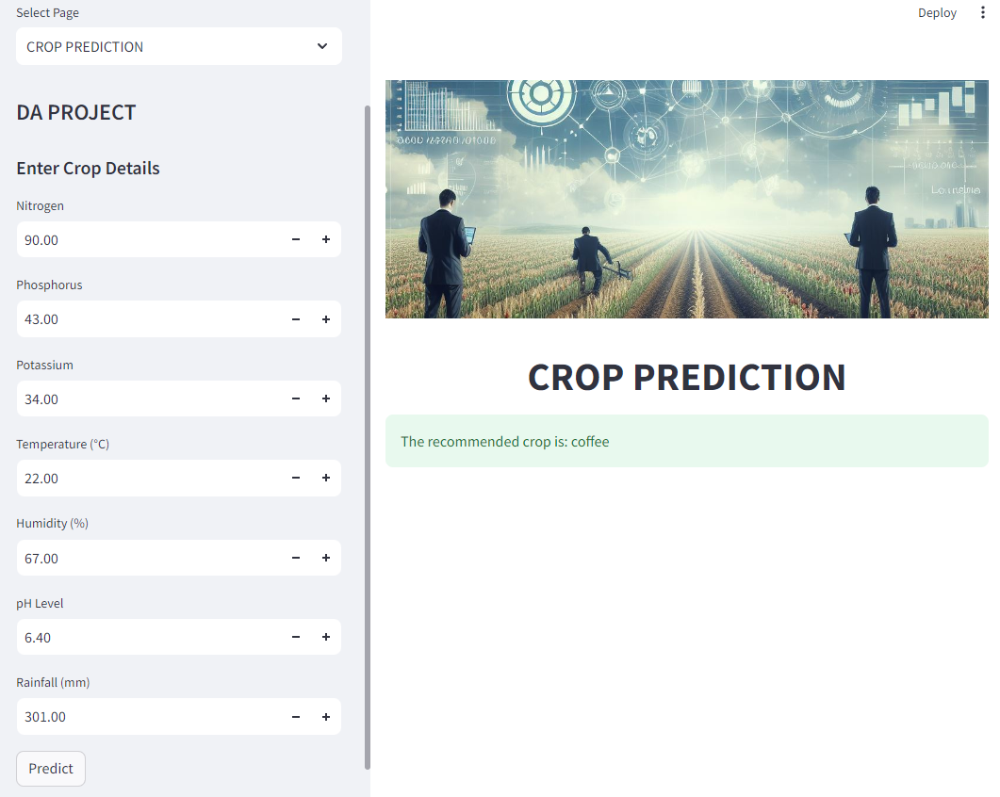 Select Page
CROP PREDICTION
DA PROJECT
Enter Crop Details
Nitrogen
90.00
Phosphorus
43.00
Potassium
34.00
Temperature (°C)
22.00
Humidity (%)
67.00
pH Level
6.40
Rainfall (mm)
301.00
Predict
Deploy
CROP PREDICTION
The recommended crop is: coffee